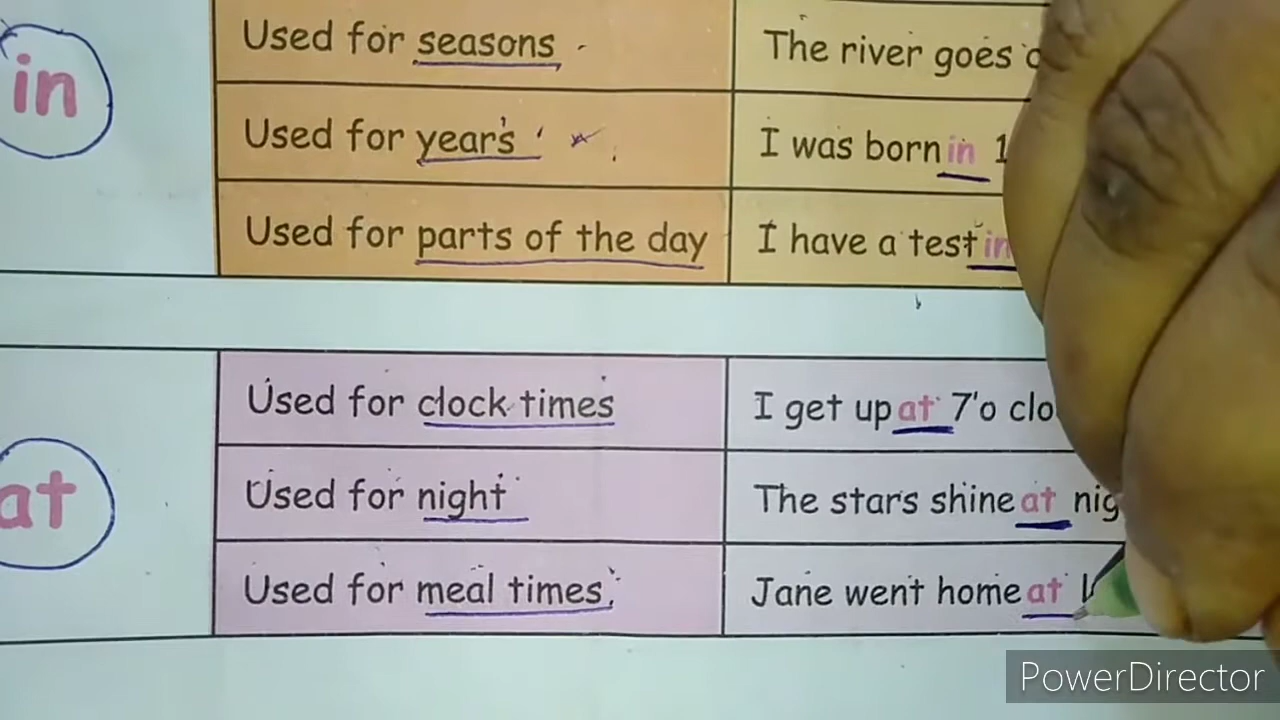 in
Used for seasons
The river goes
Used for year's
I was born in 1
Used for parts of the day
I have a test in
at
Used for clock times
I get up at 7'o clo
Used for night
The stars shine at nig
Used for meal times
Jane went home at l
PowerDirector